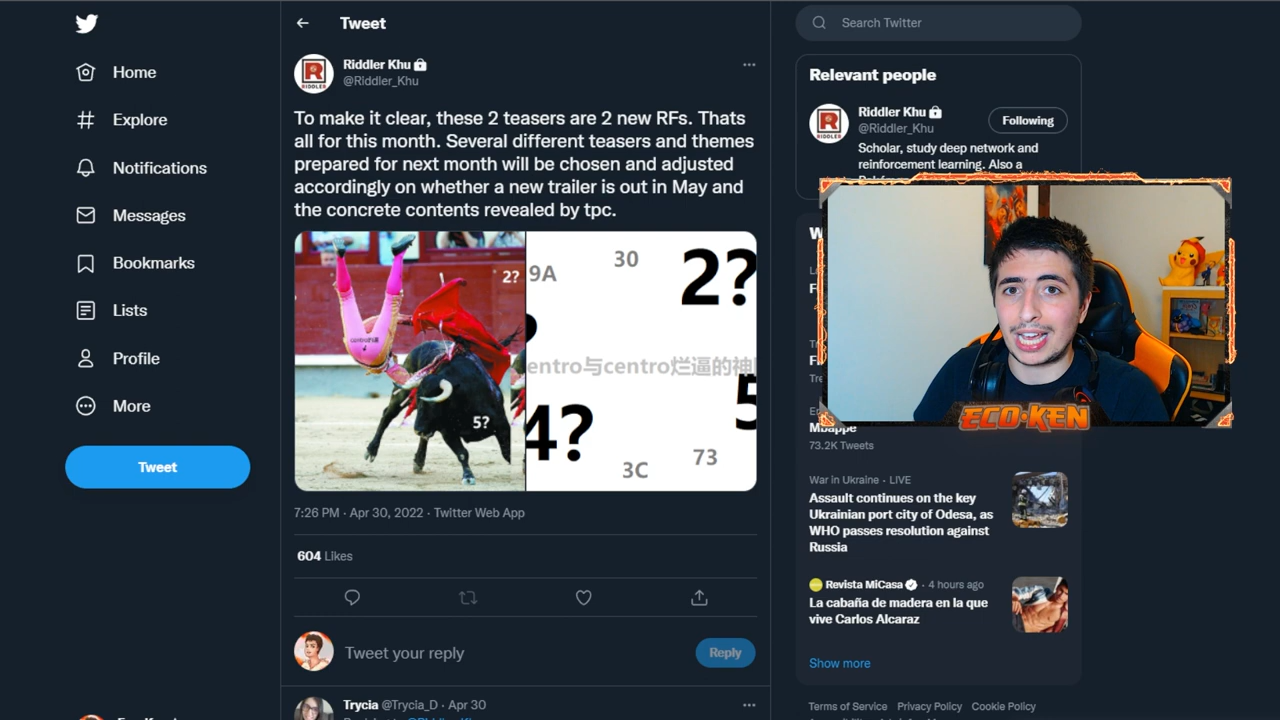 Home
Explore
Notifications
Messages
Bookmarks
Lists
Profile
More
Tweet
Tweet
Riddler Khu
@Riddler_Khu
To make it clear, these 2 teasers are 2 new RFs. Thats
all for this month. Several different teasers and themes
prepared for next month will be chosen and adjusted
accordingly on whether a new trailer is out in May and
the concrete contents revealed by tpc.
2?
5?
9A
30
2?
entro与centro烂逼的神
4?
5
3C
73
7:26 PM · Apr 30, 2022 · Twitter Web App
604 Likes
Tweet your reply
Reply
Trycia @Trycia_D · Apr 30
Search Twitter
Relevant people
R
RIDDLER
Riddler Khu
@Riddler_Khu
Following
Scholar, study deep network and
reinforcement learning. Also a
ECO·KEN
Mbappe
73.2K Tweets
War in Ukraine · LIVE
Assault continues on the key
Ukrainian port city of Odesa, as
WHO passes resolution against
Russia
Revista MiCasa · 4 hours ago
La cabaña de madera en la que
vive Carlos Alcaraz
Show more
Terms of Service Privacy Policy Cookie Policy